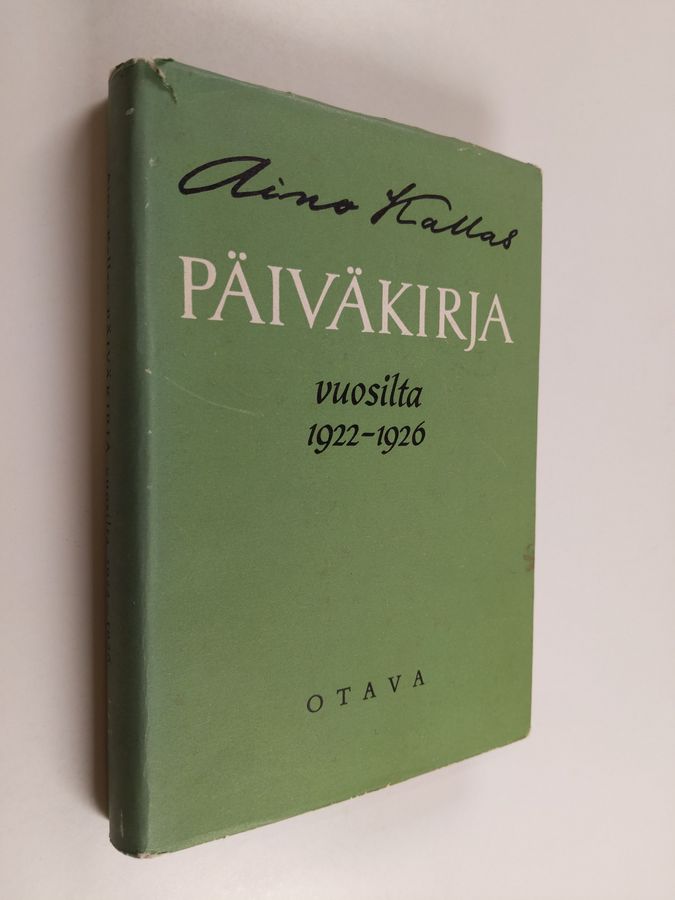 Aino Kallas
PÄIVÄKIRJA
vuosilta
1922-1926
OTAVA